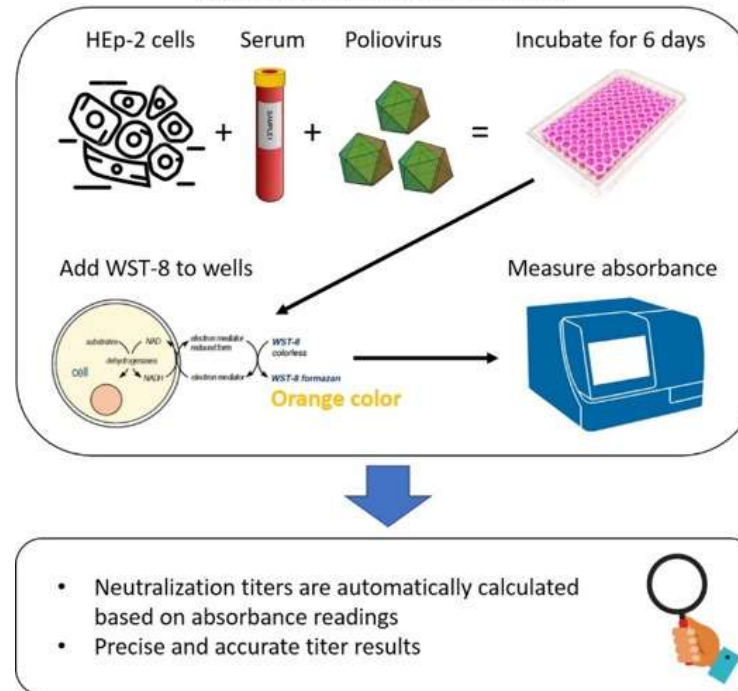 HEp-2 cells
Serum
Poliovirus
Incubate for 6 days
SAMPLE I
+
+
=
Add WST-8 to wells
Measure absorbance
substrates
NAD
dehydrogenases
NADH
cell
electron mediator
reduced form
electron mediator
WST-8
colorless
WST-8 formazan
Orange color
• Neutralization titers are automatically calculated
based on absorbance readings
• Precise and accurate titer results